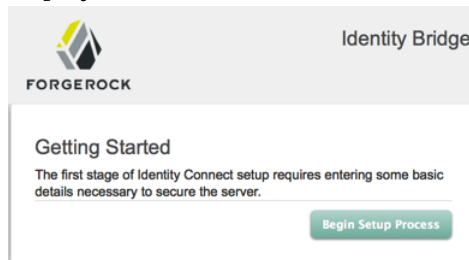 Identity Bridge
FORGEROCK
Getting Started
The first stage of Identity Connect setup requires entering some basic
details necessary to secure the server.
Begin Setup Process